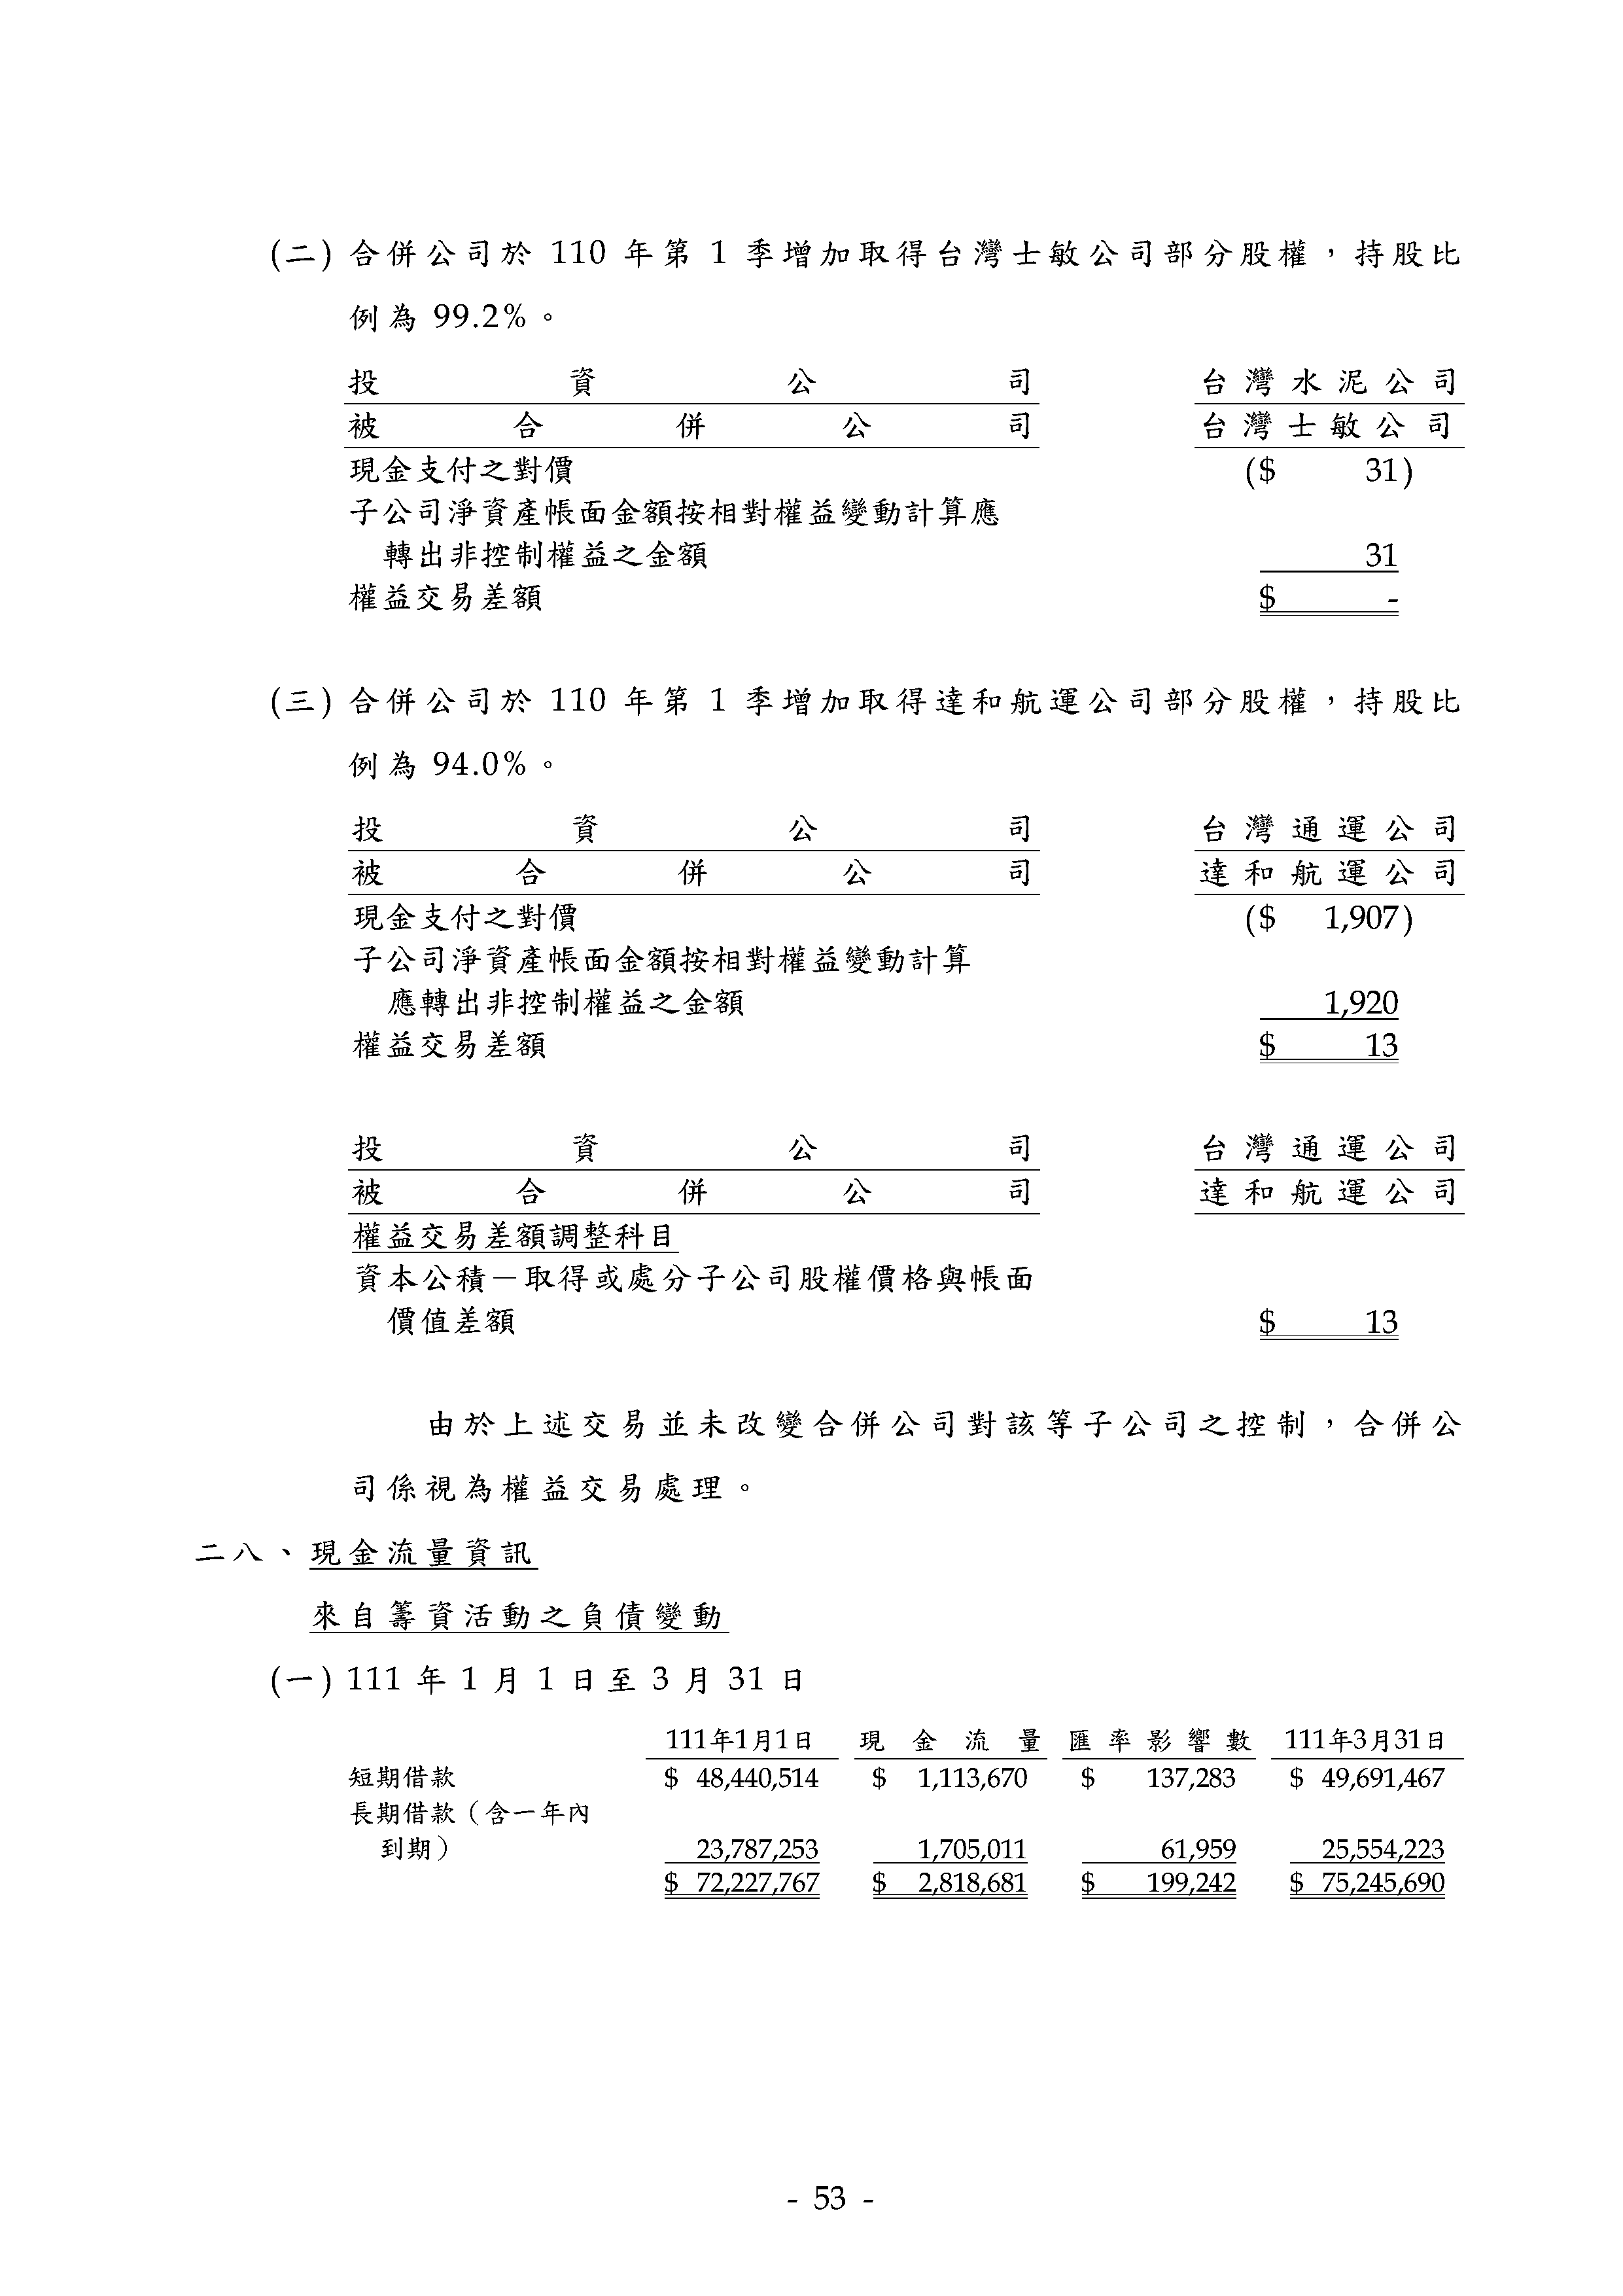 (二) 合併公司於 110 年第 1 季增加取得台灣士敏公司部分股權，持股比
例為 99.2%。
投資公司 台灣水泥公司
被合併公司 台灣士敏公司
現金支付之對價 ($ 31)
子公司淨資產帳面金額按相對權益變動計算應
轉出非控制權益之金額 31
權益交易差額 $ -
(三) 合併公司於 110 年第 1 季增加取得達和航運公司部分股權，持股比
例為 94.0%。
投資公司 台灣通運公司
被合併公司 達和航運公司
現金支付之對價 ($ 1,907)
子公司淨資產帳面金額按相對權益變動計算
應轉出非控制權益之金額 1,920
權益交易差額 $ 13
投資公司 台灣通運公司
被合併公司 達和航運公司
權益交易差額調整科目
資本公積－取得或處分子公司股權價格與帳面
價值差額 $ 13
由於上述交易並未改變合併公司對該等子公司之控制，合併公
司係視為權益交易處理。
二八、現金流量資訊
來自籌資活動之負債變動
(一) 111 年 1 月 1 日至 3 月 31 日
111年1月1日 現金流量 匯率影響數 111年3月31日
短期借款 $ 48,440,514 $ 1,113,670 $ 137,283 $ 49,691,467
長期借款（含一年內
到期） 23,787,253 1,705,011 61,959 25,554,223
$ 72,227,767 $ 2,818,681 $ 199,242 $ 75,245,690
- 53 -